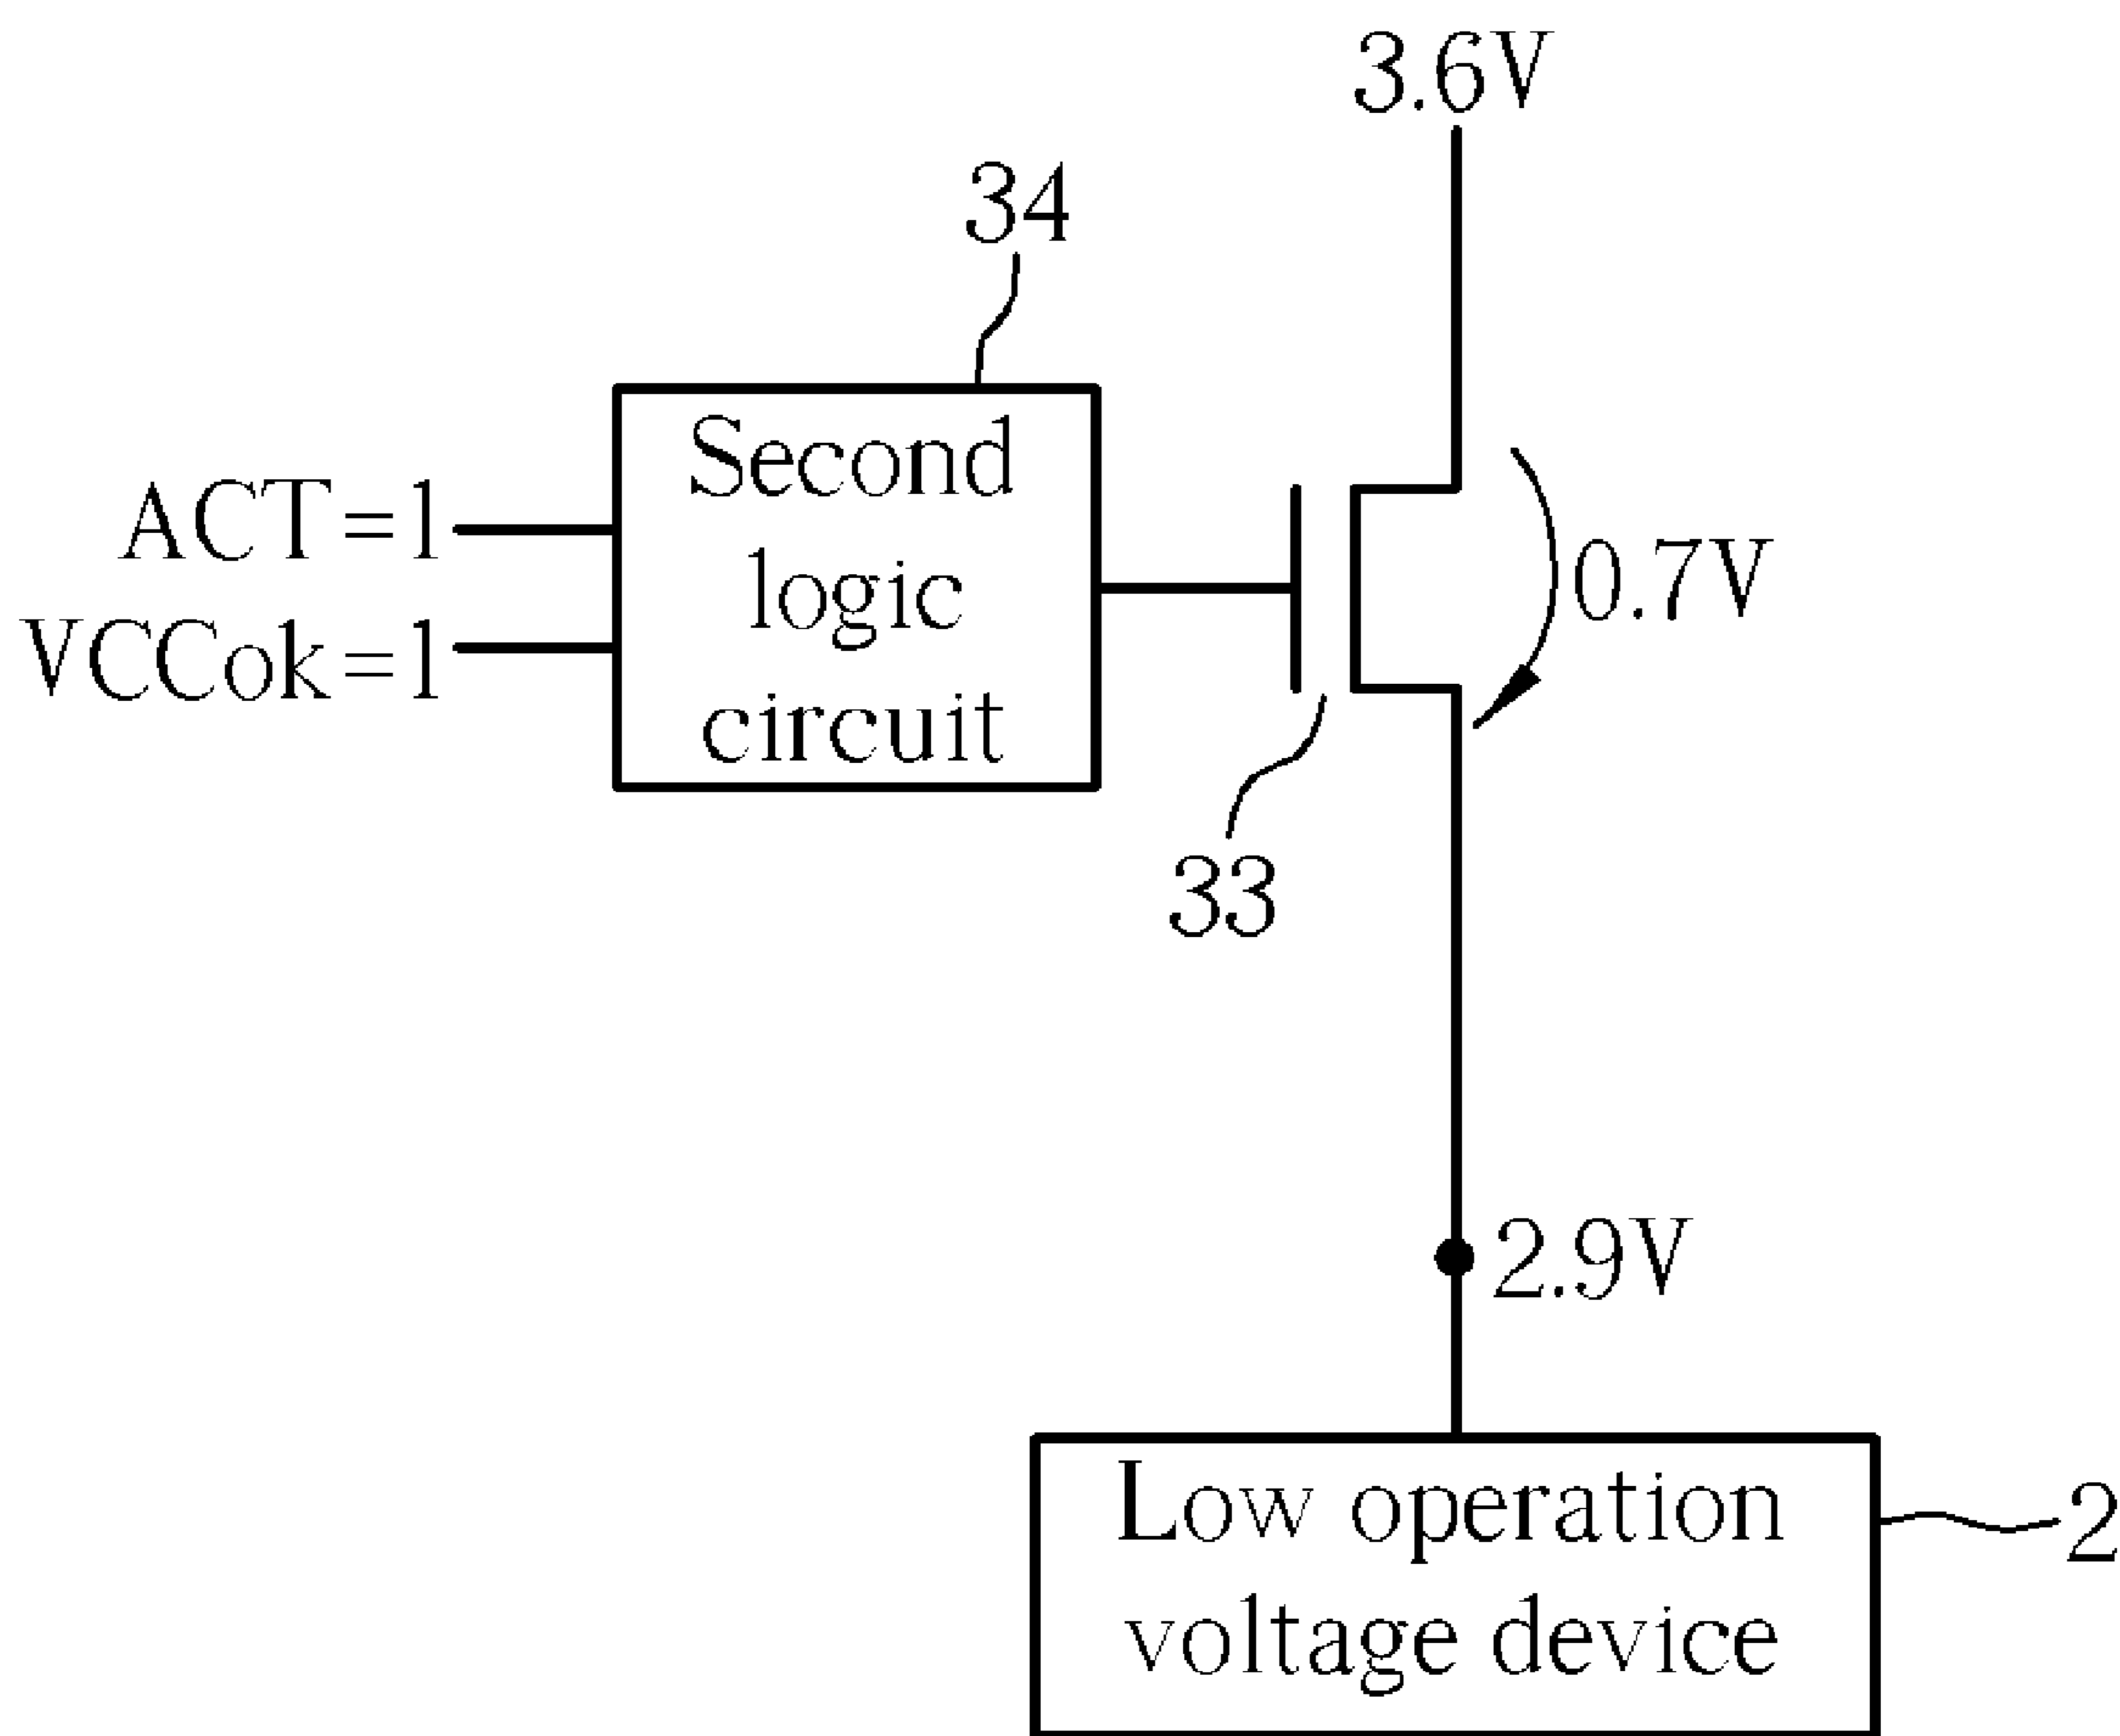 3.6V
34
Second
logic
circuit
ACT=1
VCCok=1
0.7V
33
2.9V
Low operation
voltage device
2